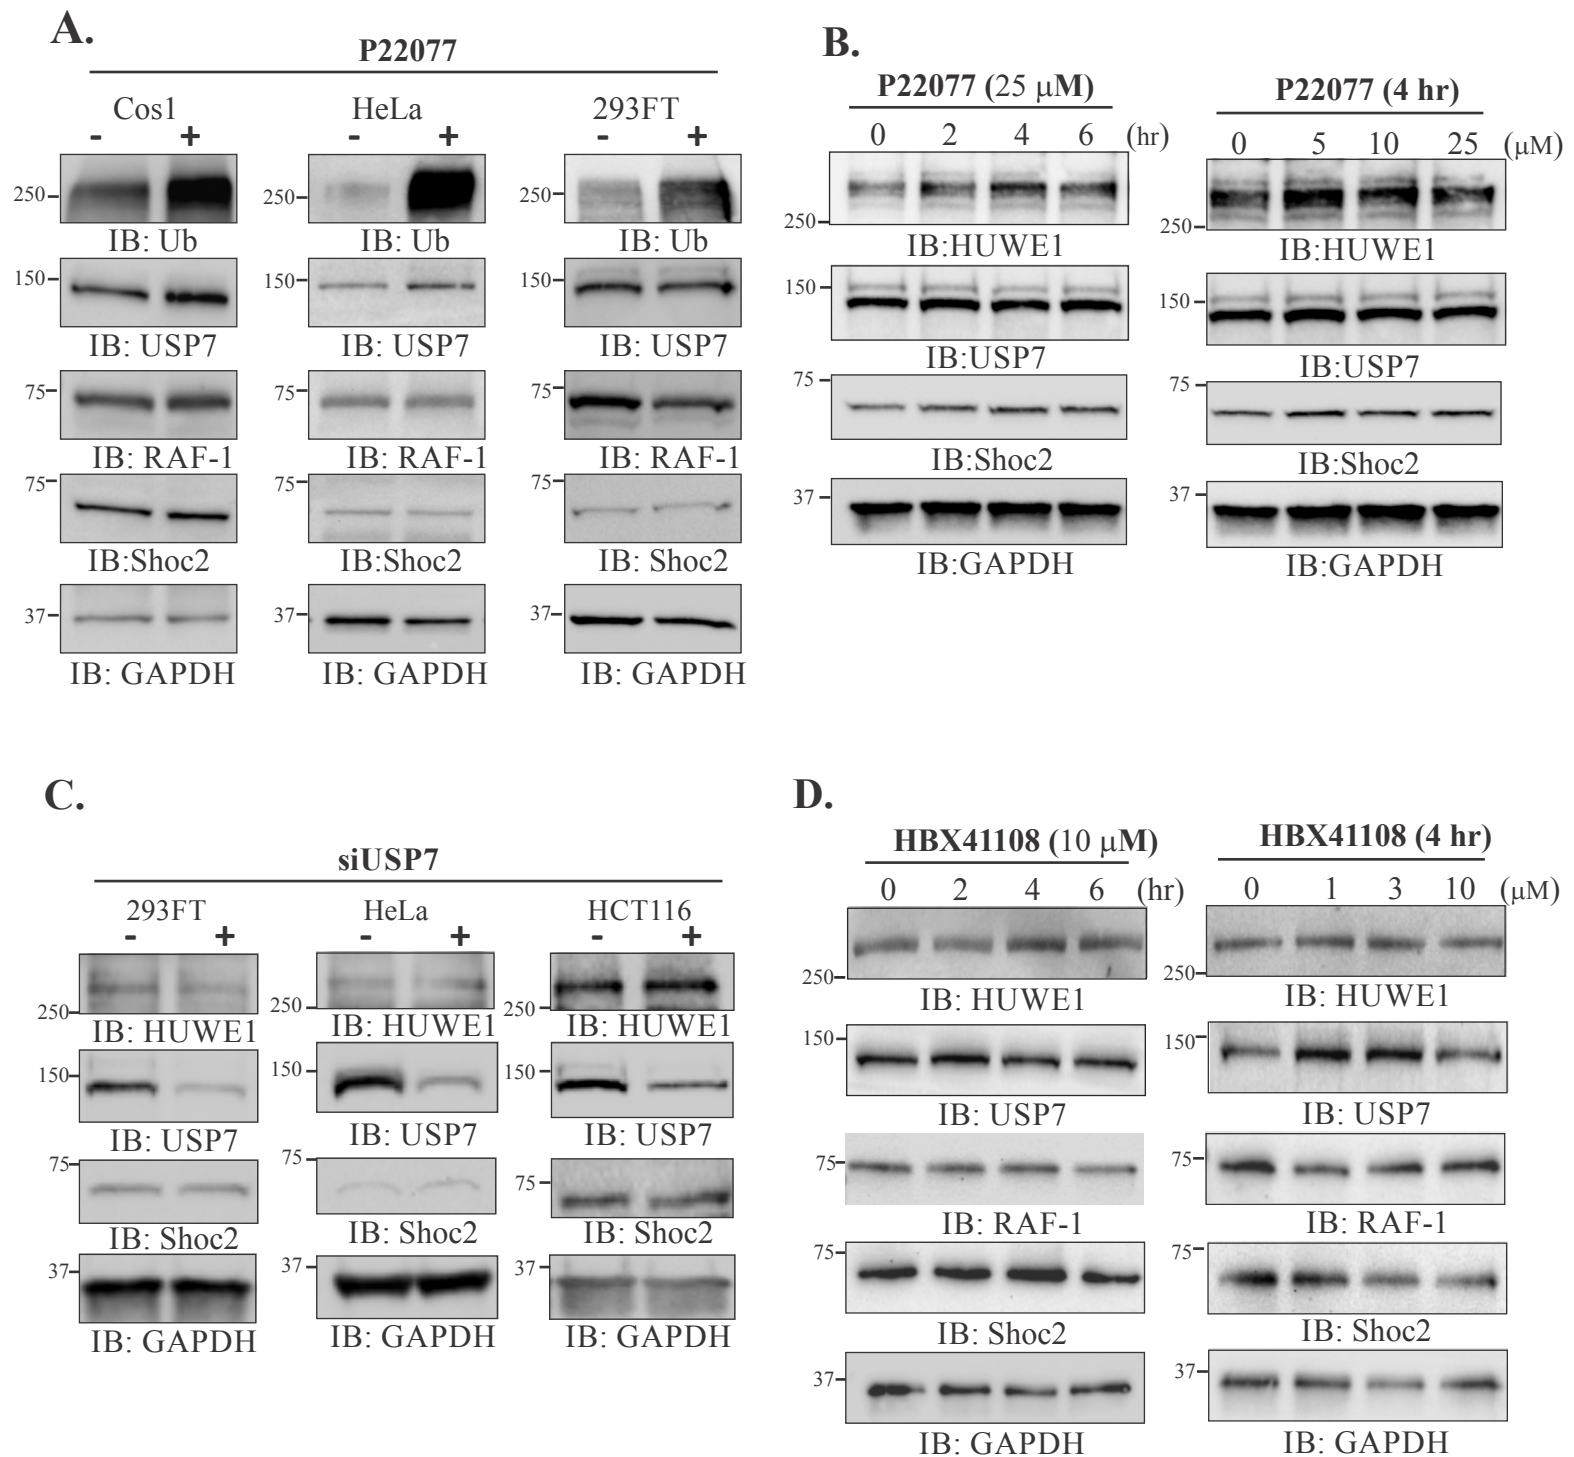 A.
P22077
Cos1 HeLa 293FT
- + - + - +
250 250 250
IB: Ub IB: Ub IB: Ub
150 150 150
IB: USP7 IB: USP7 IB: USP7
75 75 75
IB: RAF-1 IB: RAF-1 IB: RAF-1
75 75 75
IB:Shoc2 IB:Shoc2 IB: Shoc2
37 37 37
IB: GAPDH IB: GAPDH IB: GAPDH
B.
P22077 (25 μM)
0 2 4 6 (hr)
250
IB:HUWE1
150
IB:USP7
75
IB:Shoc2
37
IB:GAPDH
P22077 (4 hr)
0 5 10 25 (μM)
250
IB:HUWE1
150
IB:USP7
75
IB:Shoc2
37
IB:GAPDH
C.
siUSP7
293FT HeLa HCT116
- + - + - +
250 250 250
IB: HUWE1 IB: HUWE1 IB: HUWE1
150 150 150
IB: USP7 IB: USP7 IB: USP7
75 75 75
IB: Shoc2 IB: Shoc2 IB: Shoc2
37 37 37
IB: GAPDH IB: GAPDH IB: GAPDH
D.
HBX41108 (10 μM)
0 2 4 6 (hr)
250
IB: HUWE1
150
IB: USP7
75
IB: RAF-1
75
IB: Shoc2
37
IB: GAPDH
HBX41108 (4 hr)
0 1 3 10 (μM)
250
IB: HUWE1
150
IB: USP7
75
IB: RAF-1
75
IB: Shoc2
37
IB: GAPDH